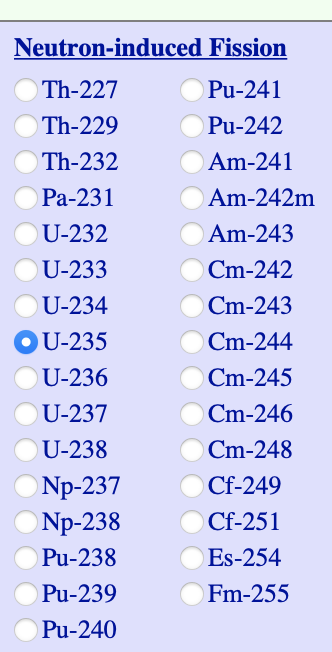 Neutron-induced Fission
Th-227 Pu-241
Th-229 Pu-242
Th-232 Am-241
Pa-231 Am-242m
U-232 Am-243
U-233 Cm-242
U-234 Cm-243
U-235 Cm-244
U-236 Cm-245
U-237 Cm-246
U-238 Cm-248
Np-237 Cf-249
Np-238 Cf-251
Pu-238 Es-254
Pu-239 Fm-255
Pu-240